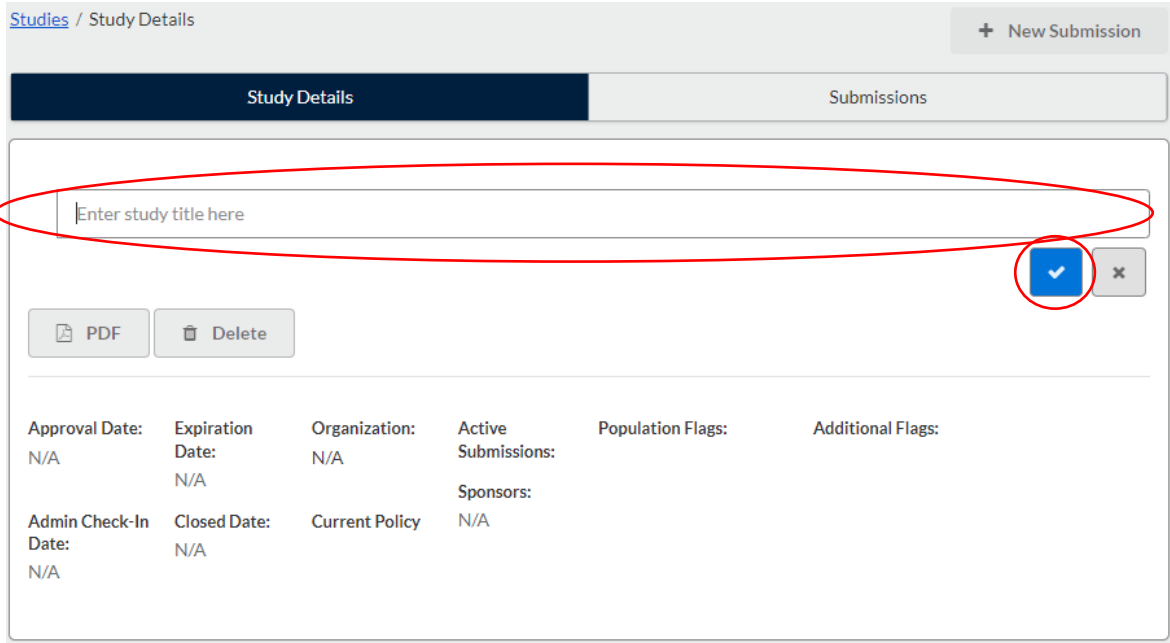 Studies / Study Details
+ New Submission
Study Details
Submissions
Enter study title here
PDF
Delete
Approval Date:
N/A
Expiration
Date:
N/A
Organization:
N/A
Active
Submissions:
Population Flags:
Additional Flags:
Sponsors:
N/A
Admin Check-In
Date:
N/A
Closed Date:
N/A
Current Policy